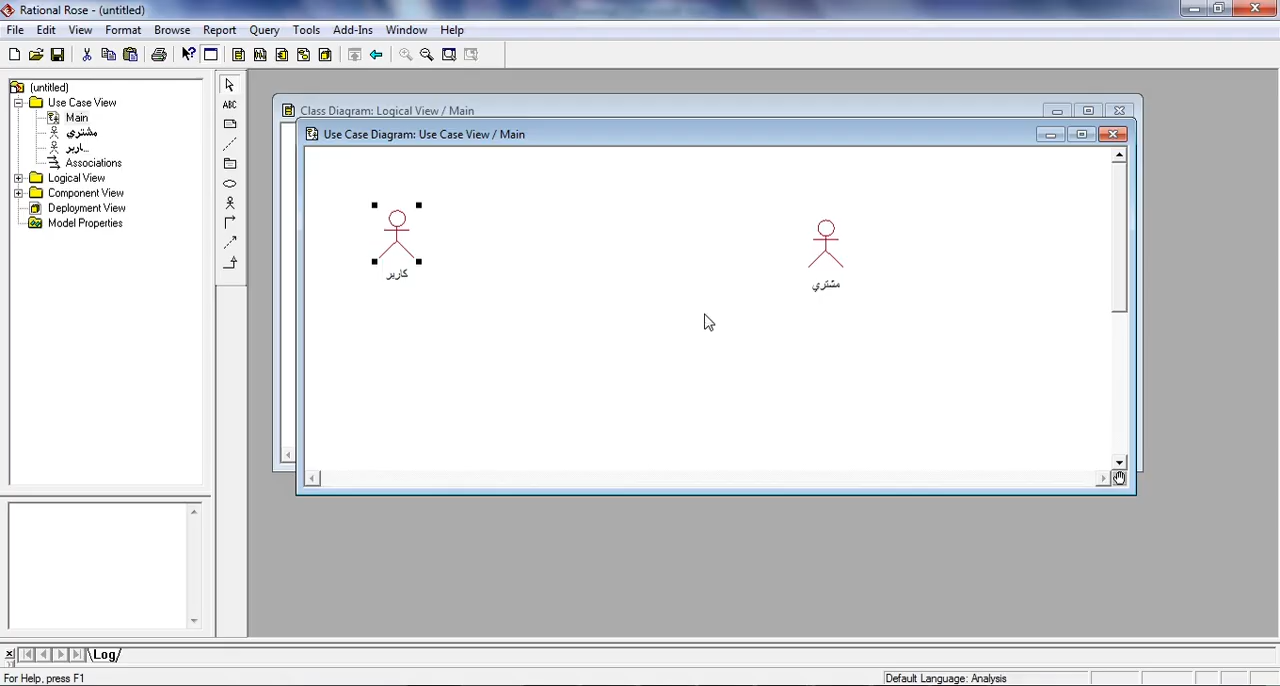 Rational Rose - (untitled)
File Edit View Format Browse Report Query Tools Add-Ins Window Help
(untitled)
Use Case View
Main
مشتري
Associations
Logical View
Component View
Deployment View
Model Properties
ABC
Class Diagram: Logical View / Main
Use Case Diagram: Use Case View / Main
كاربر
مشتري
Log
For Help, press F1
Default Language: Analysis